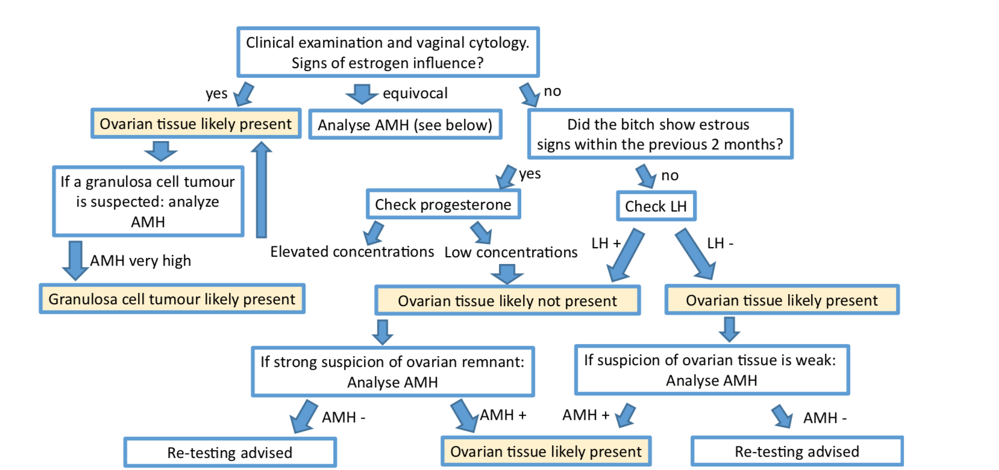 Clinical examination and vaginal cytology.
Signs of estrogen influence?
yes
equivocal
no
Ovarian tissue likely present
Analyse AMH (see below)
Did the bitch show estrous
signs within the previous 2 months?
If a granulosa cell tumour
is suspected: analyze
AMH
yes
no
Check progesterone
Check LH
Elevated concentrations
Low concentrations
LH +
LH -
AMH very high
Granulosa cell tumour likely present
Ovarian tissue likely not present
Ovarian tissue likely present
If strong suspicion of ovarian remnant:
Analyse AMH
If suspicion of ovarian tissue is weak:
Analyse AMH
AMH -
AMH +
AMH +
AMH -
Re-testing advised
Ovarian tissue likely present
Re-testing advised